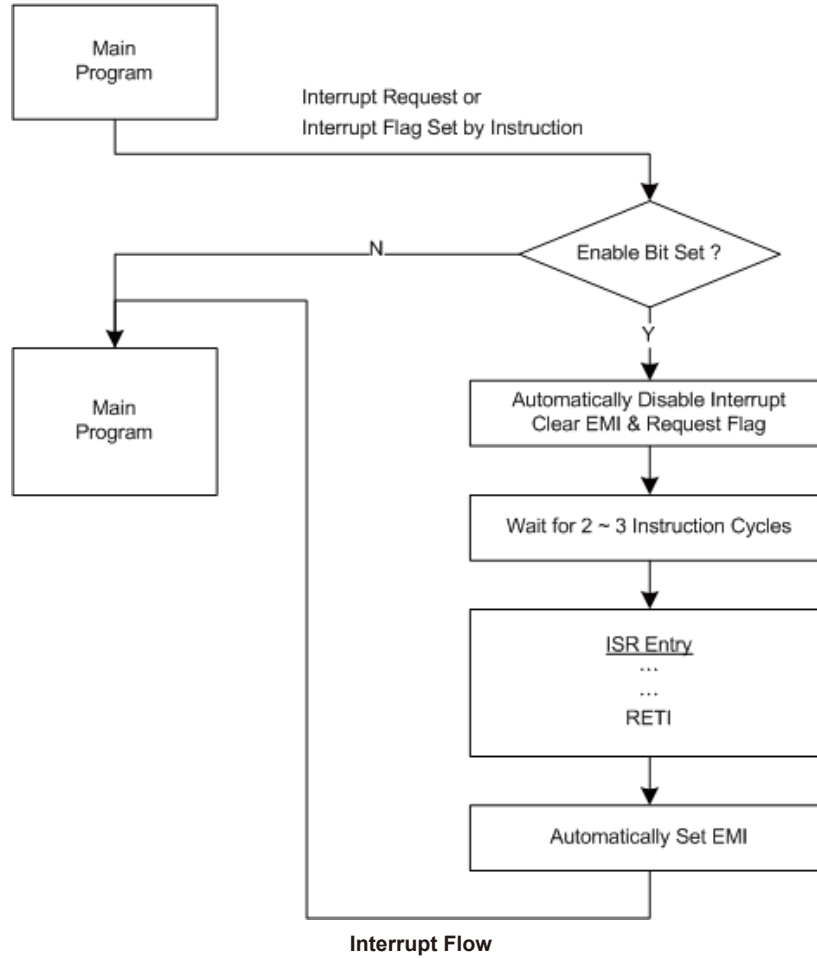 Main
Program
Interrupt Request or
Interrupt Flag Set by Instruction
Enable Bit Set ?
N
Y
Main
Program
Automatically Disable Interrupt
Clear EMI & Request Flag
Wait for 2 ~ 3 Instruction Cycles
ISR Entry
...
...
RETI
Automatically Set EMI
Interrupt Flow